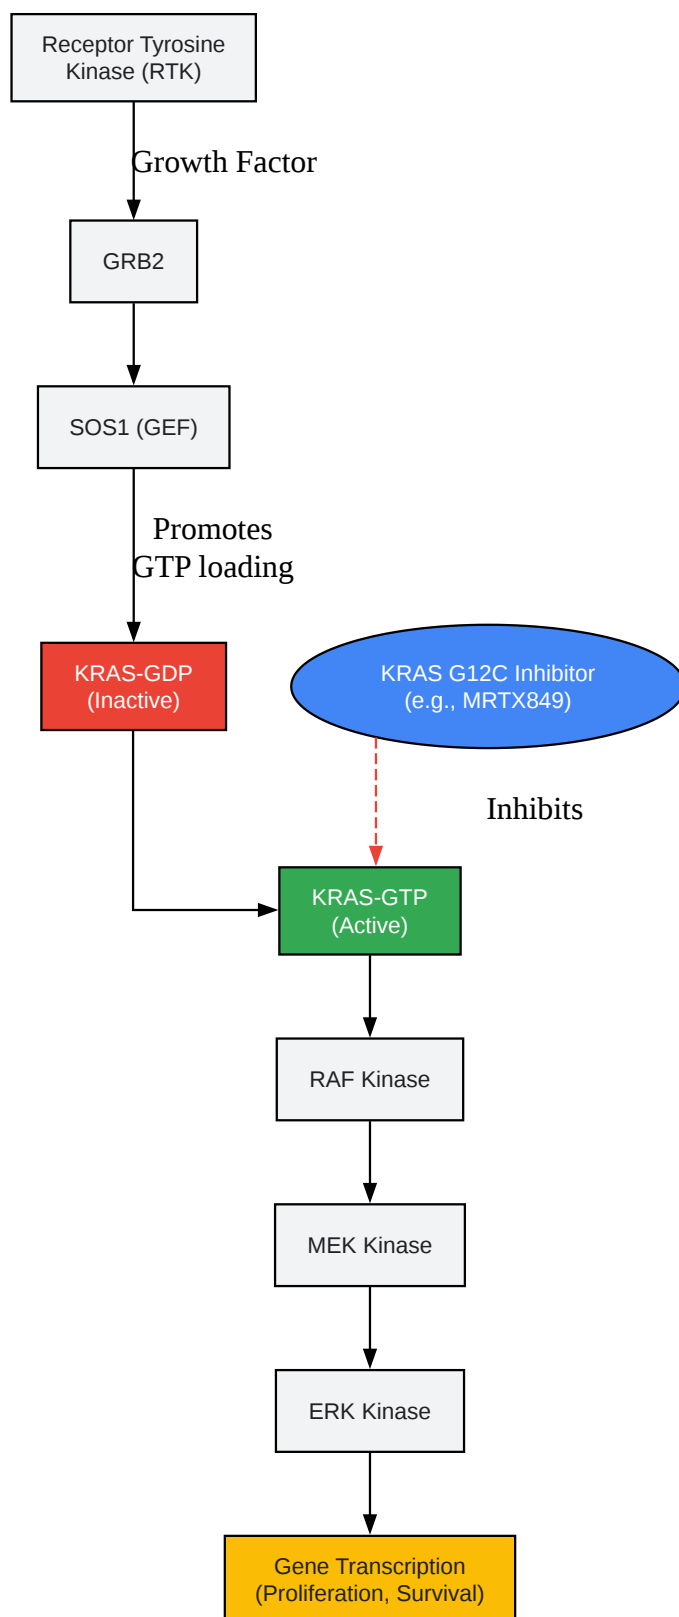 Receptor Tyrosine
Kinase (RTK)
Growth Factor
GRB2
SOS1 (GEF)
Promotes
GTP loading
KRAS-GDP
(Inactive)
KRAS G12C Inhibitor
(e.g., MRTX849)
Inhibits
KRAS-GTP
(Active)
RAF Kinase
MEK Kinase
ERK Kinase
Gene Transcription
(Proliferation, Survival)